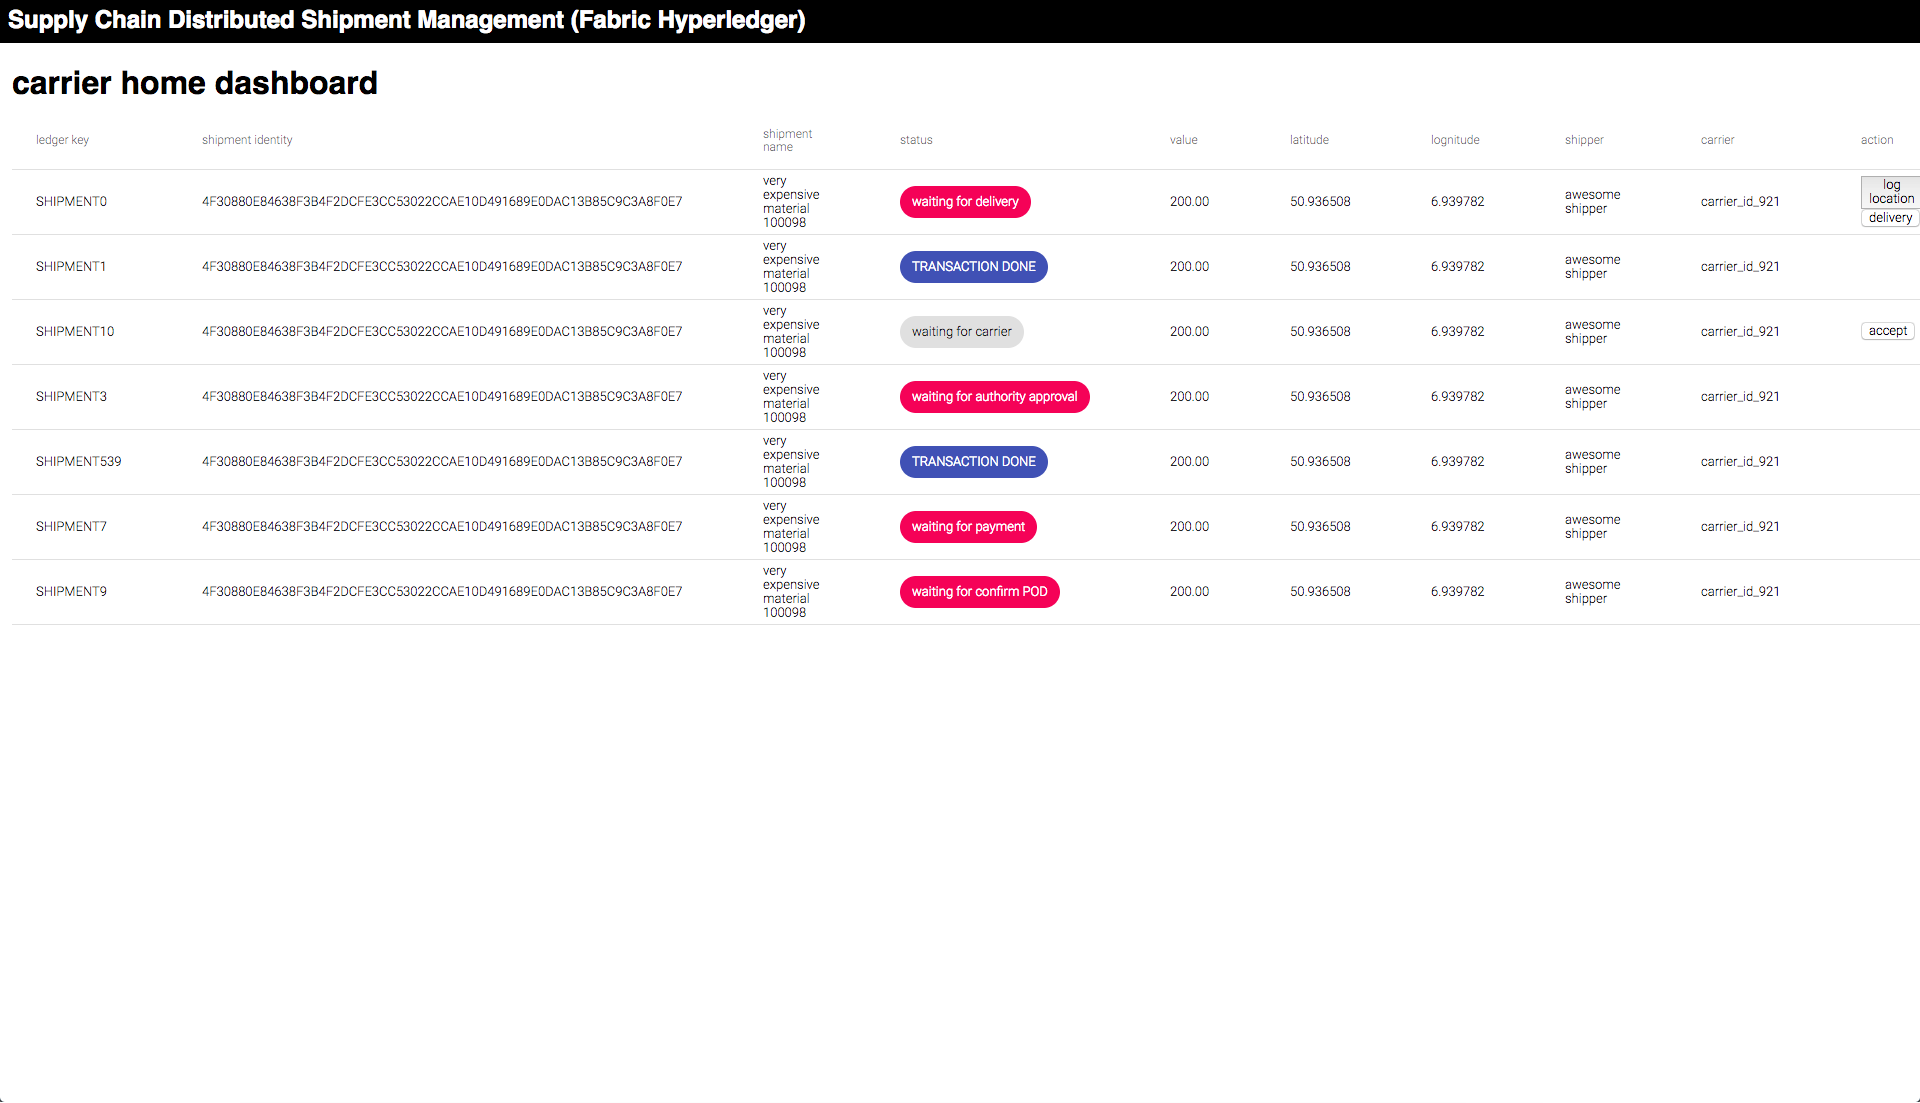 Supply Chain Distributed Shipment Management (Fabric Hyperledger)
carrier home dashboard
ledger key shipment identity shipment name status value latitude lognitude shipper carrier action
SHIPMENT0 4F30880E84638F3B4F2DCFE3CC53022CCAE10D491689E0DAC13B85C9C3A8F0E7 very expensive material 100098 waiting for delivery 200.00 50.936508 6.939782 awesome shipper carrier_id_921 log location delivery
SHIPMENT1 4F30880E84638F3B4F2DCFE3CC53022CCAE10D491689E0DAC13B85C9C3A8F0E7 very expensive material 100098 TRANSACTION DONE 200.00 50.936508 6.939782 awesome shipper carrier_id_921
SHIPMENT10 4F30880E84638F3B4F2DCFE3CC53022CCAE10D491689E0DAC13B85C9C3A8F0E7 very expensive material 100098 waiting for carrier 200.00 50.936508 6.939782 awesome shipper carrier_id_921 accept
SHIPMENT3 4F30880E84638F3B4F2DCFE3CC53022CCAE10D491689E0DAC13B85C9C3A8F0E7 very expensive material 100098 waiting for authority approval 200.00 50.936508 6.939782 awesome shipper carrier_id_921
SHIPMENT539 4F30880E84638F3B4F2DCFE3CC53022CCAE10D491689E0DAC13B85C9C3A8F0E7 very expensive material 100098 TRANSACTION DONE 200.00 50.936508 6.939782 awesome shipper carrier_id_921
SHIPMENT7 4F30880E84638F3B4F2DCFE3CC53022CCAE10D491689E0DAC13B85C9C3A8F0E7 very expensive material 100098 waiting for payment 200.00 50.936508 6.939782 awesome shipper carrier_id_921
SHIPMENT9 4F30880E84638F3B4F2DCFE3CC53022CCAE10D491689E0DAC13B85C9C3A8F0E7 very expensive material 100098 waiting for confirm POD 200.00 50.936508 6.939782 awesome shipper carrier_id_921